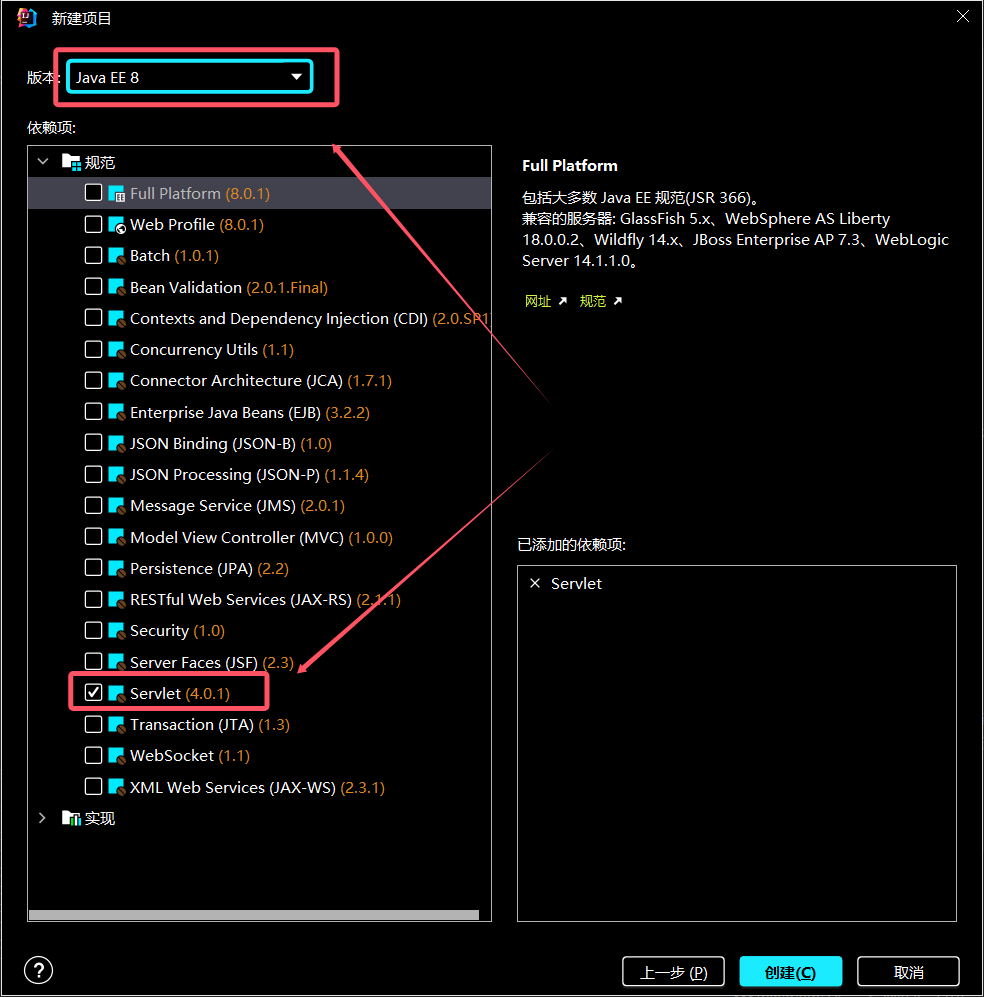 新建项目
版本: Java EE 8
依赖项:
规范
Full Platform (8.0.1)
Web Profile (8.0.1)
Batch (1.0.1)
Bean Validation (2.0.1.Final)
Contexts and Dependency Injection (CDI) (2.0.SP1
Concurrency Utils (1.1)
Connector Architecture (JCA) (1.7.1)
Enterprise Java Beans (EJB) (3.2.2)
JSON Binding (JSON-B) (1.0)
JSON Processing (JSON-P) (1.1.4)
Message Service (JMS) (2.0.1)
Model View Controller (MVC) (1.0.0)
Persistence (JPA) (2.2)
RESTful Web Services (JAX-RS) (2.1.1)
Security (1.0)
Server Faces (JSF) (2.3)
Servlet (4.0.1)
Transaction (JTA) (1.3)
WebSocket (1.1)
XML Web Services (JAX-WS) (2.3.1)
实现
Full Platform
包括大多数 Java EE 规范(JSR 366)。
兼容的服务器: GlassFish 5.x、WebSphere AS Liberty
18.0.0.2、Wildfly 14.x、JBoss Enterprise AP 7.3、WebLogic
Server 14.1.1.0。
网址 规范
已添加的依赖项:
Servlet
?
上一步 (P) 创建(C) 取消